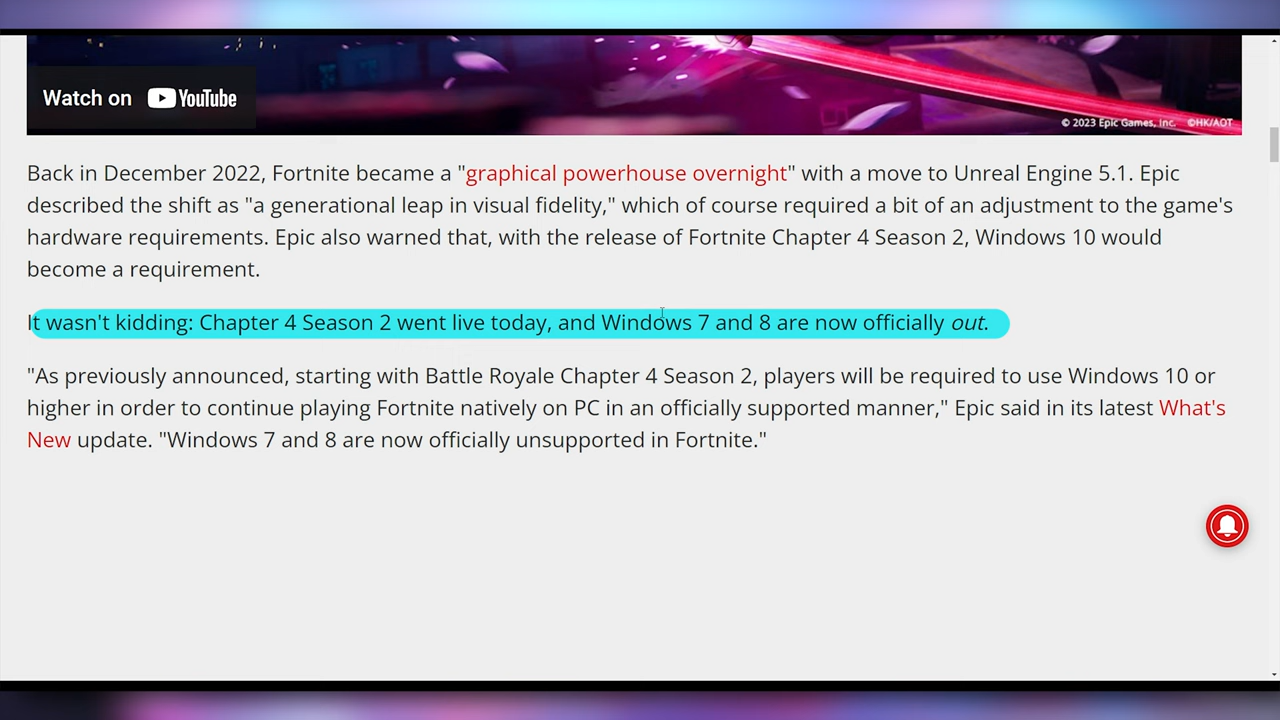 Watch on YouTube
© 2023 Epic Games, Inc. ©HK/AOT
Back in December 2022, Fortnite became a "graphical powerhouse overnight" with a move to Unreal Engine 5.1. Epic
described the shift as "a generational leap in visual fidelity," which of course required a bit of an adjustment to the game's
hardware requirements. Epic also warned that, with the release of Fortnite Chapter 4 Season 2, Windows 10 would
become a requirement.
It wasn't kidding: Chapter 4 Season 2 went live today, and Windows 7 and 8 are now officially out.
"As previously announced, starting with Battle Royale Chapter 4 Season 2, players will be required to use Windows 10 or
higher in order to continue playing Fortnite natively on PC in an officially supported manner," Epic said in its latest What's
New update. "Windows 7 and 8 are now officially unsupported in Fortnite."